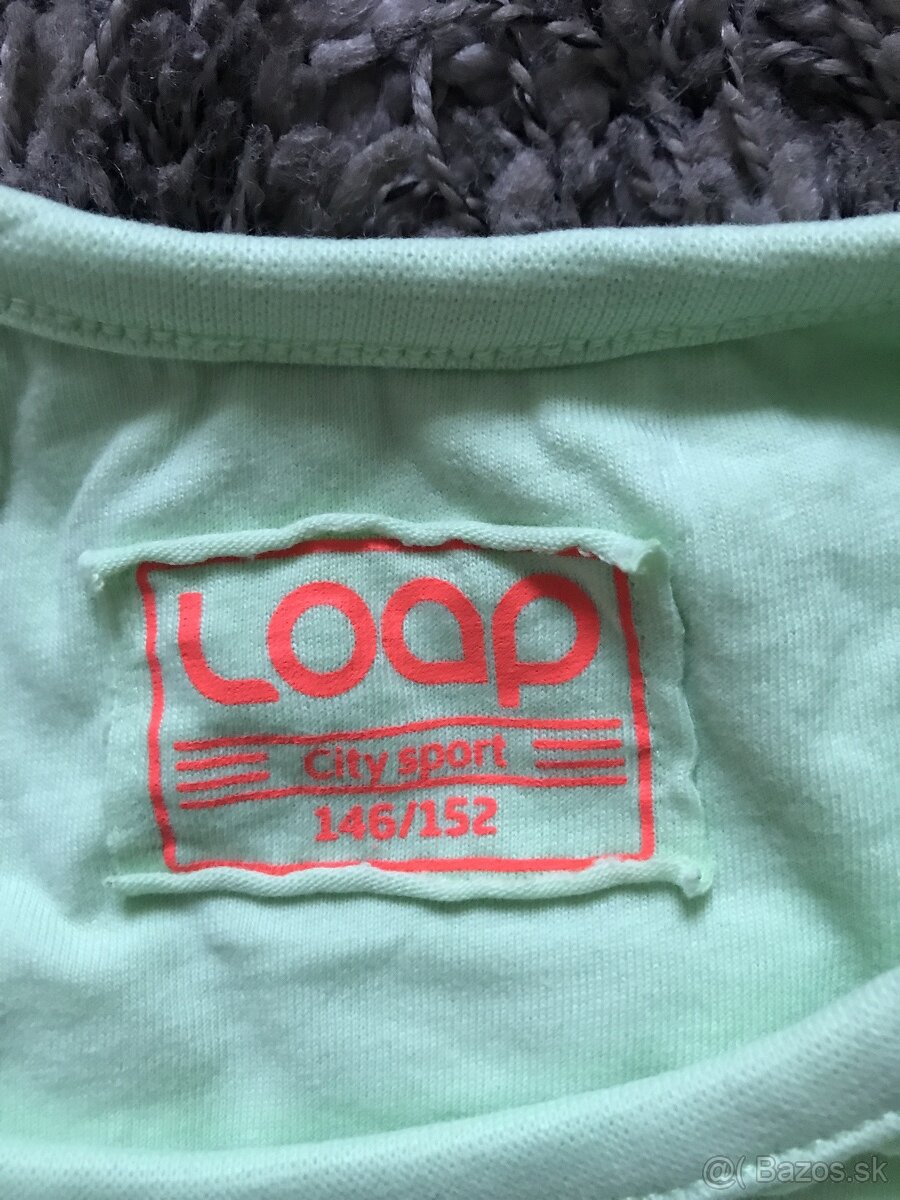 Loap
City sport
146/152
@( Bazos.sk